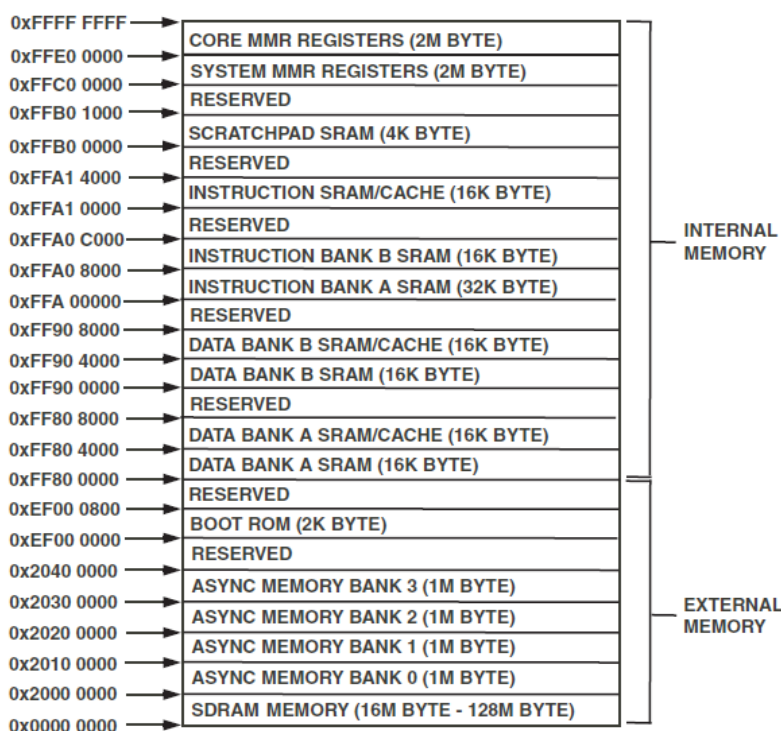 0xFFFF FFFF
CORE MMR REGISTERS (2M BYTE)
0xFFE0 0000
SYSTEM MMR REGISTERS (2M BYTE)
0xFFC0 0000
RESERVED
0xFFB0 1000
SCRATCHPAD SRAM (4K BYTE)
0xFFB0 0000
RESERVED
0xFFA1 4000
INSTRUCTION SRAM/CACHE (16K BYTE)
0xFFA1 0000
RESERVED
0xFFA0 C000
INSTRUCTION BANK B SRAM (16K BYTE)
0xFFA0 8000
INSTRUCTION BANK A SRAM (32K BYTE)
0xFFA 00000
RESERVED
0xFF90 8000
DATA BANK B SRAM/CACHE (16K BYTE)
0xFF90 4000
DATA BANK B SRAM (16K BYTE)
0xFF90 0000
RESERVED
0xFF80 8000
DATA BANK A SRAM/CACHE (16K BYTE)
0xFF80 4000
DATA BANK A SRAM (16K BYTE)
0xFF80 0000
RESERVED
0xEF00 0800
BOOT ROM (2K BYTE)
0xEF00 0000
RESERVED
0x2040 0000
ASYNC MEMORY BANK 3 (1M BYTE)
0x2030 0000
ASYNC MEMORY BANK 2 (1M BYTE)
0x2020 0000
ASYNC MEMORY BANK 1 (1M BYTE)
0x2010 0000
ASYNC MEMORY BANK 0 (1M BYTE)
0x2000 0000
SDRAM MEMORY (16M BYTE - 128M BYTE)
0x0000 0000
INTERNAL
MEMORY
EXTERNAL
MEMORY